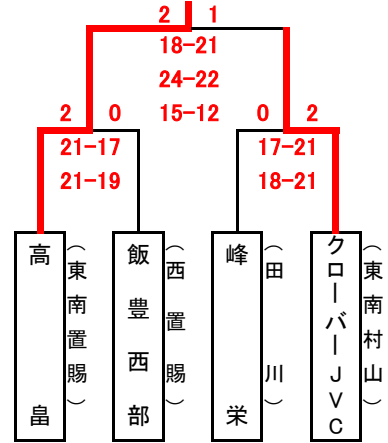 2 1
18-21
24-22
15-12
2 0
21-17
21-19
0 2
17-21
18-21
高畠
(東南置賜)
飯豊西部
(西置賜)
峰栄
(田川)
クローバーJVC
(東南村山)